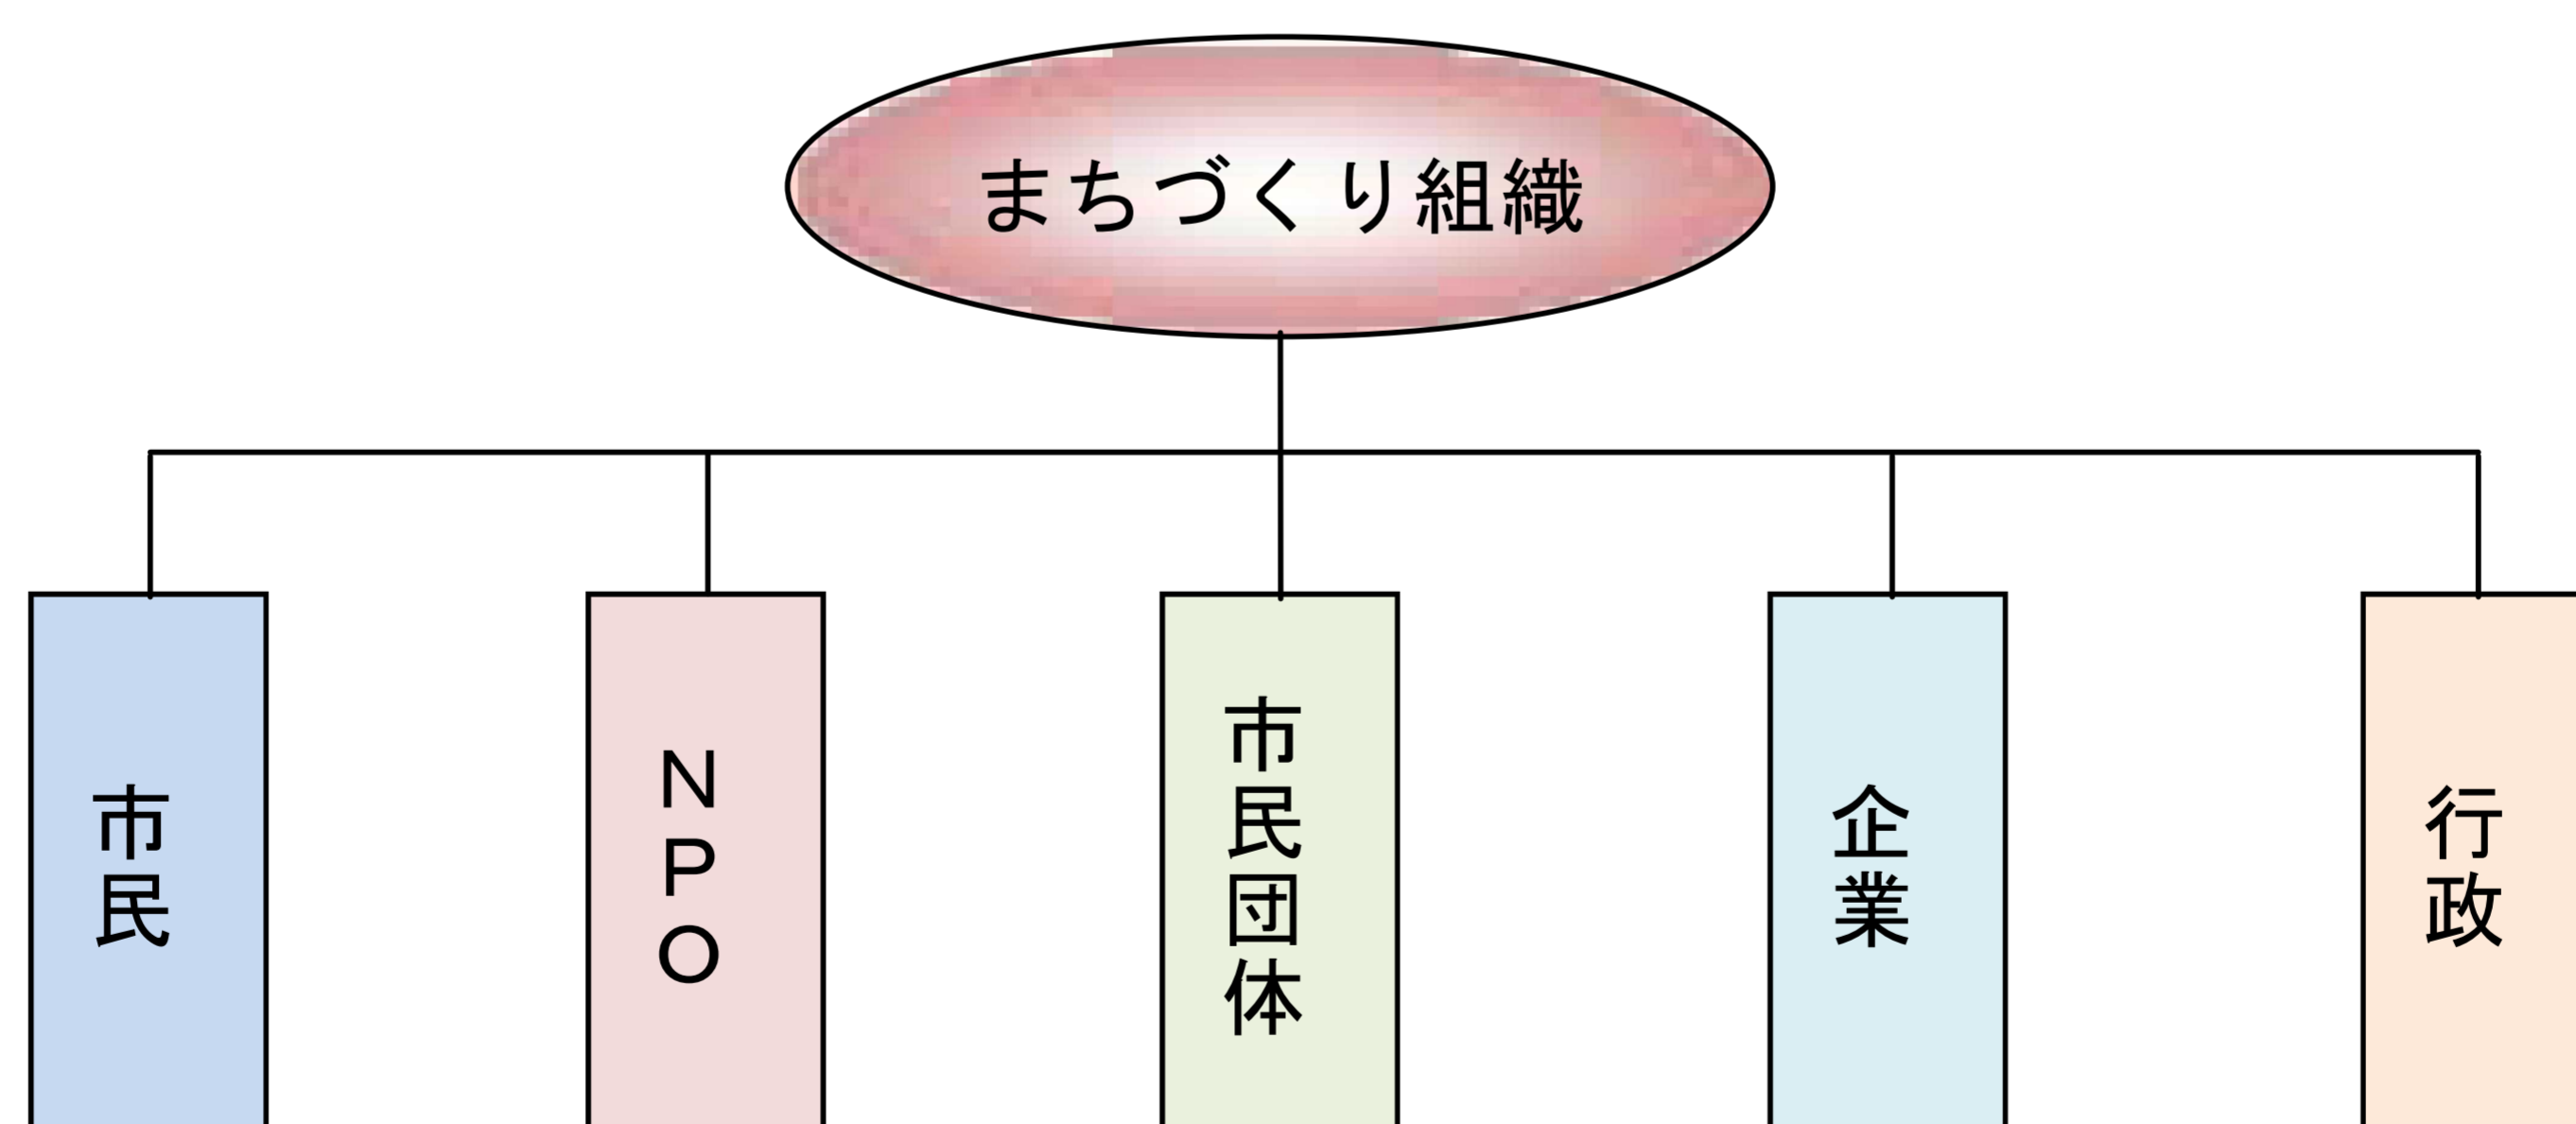 まちづくり組織
市民
ＮＰＯ
市民団体
企業
行政